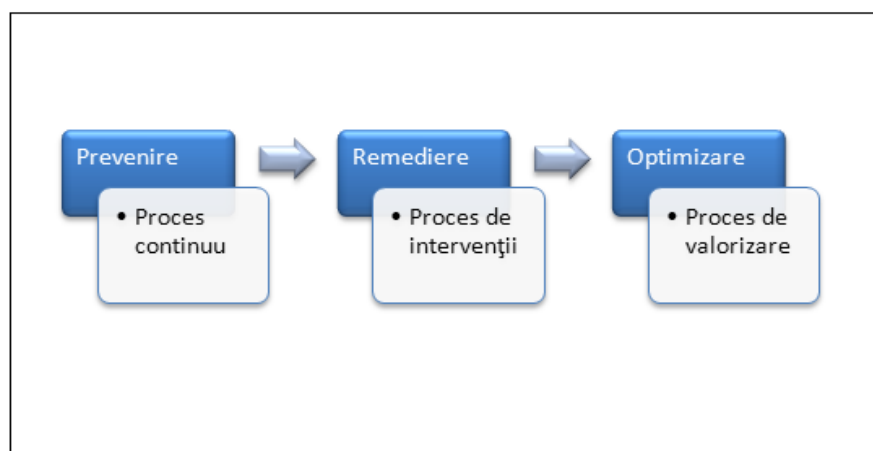 Prevenire
• Proces
continuu
Remediere
• Proces de
intervenţii
Optimizare
• Proces de
valorizare